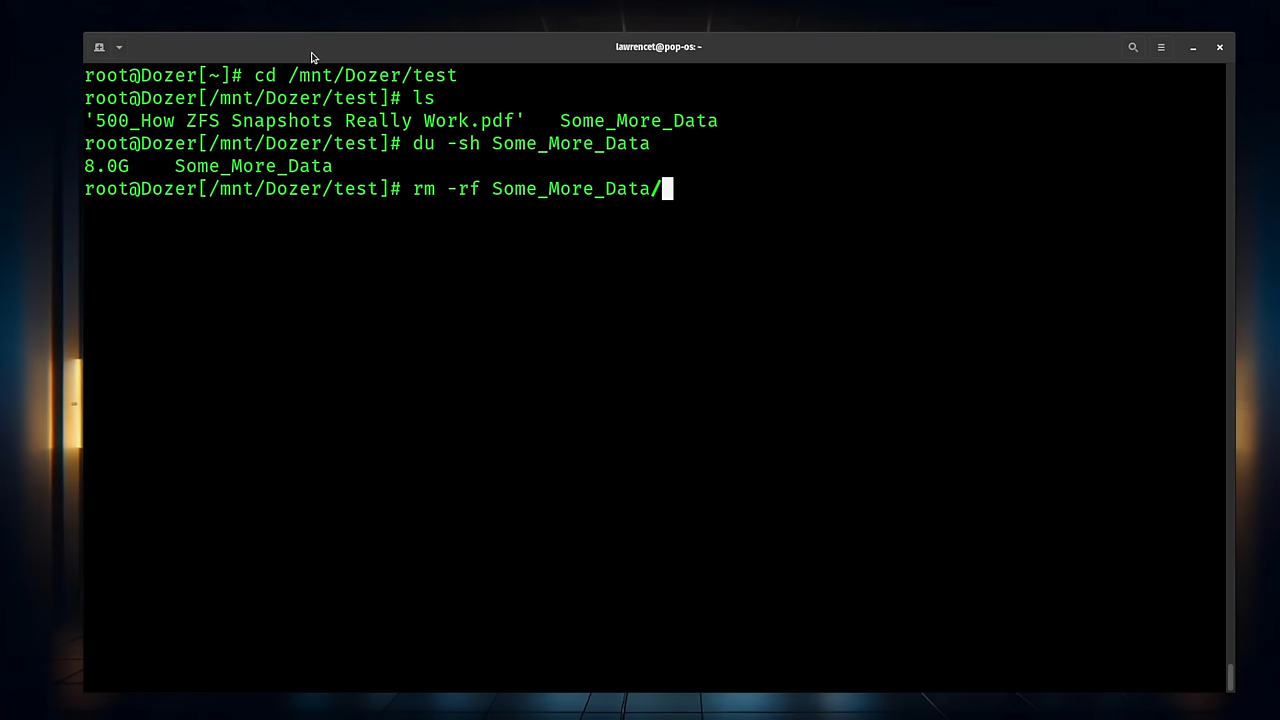 lawrencet@pop-os: ~
root@Dozer[~]# cd /mnt/Dozer/test
root@Dozer[/mnt/Dozer/test]# ls
'500_How ZFS Snapshots Really Work.pdf'   Some_More_Data
root@Dozer[/mnt/Dozer/test]# du -sh Some_More_Data
8.0G    Some_More_Data
root@Dozer[/mnt/Dozer/test]# rm -rf Some_More_Data/